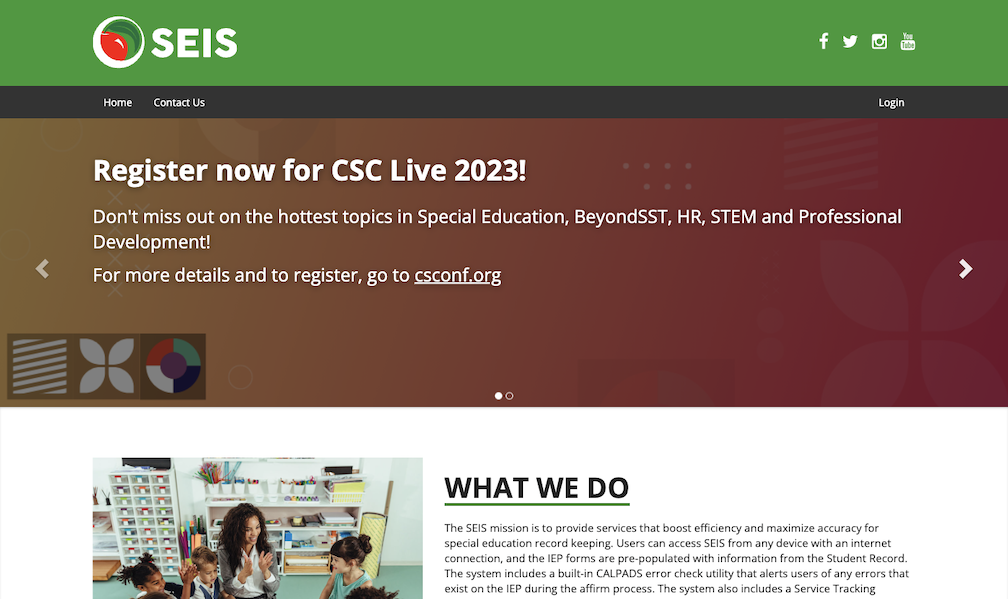 SEIS
You
Tube
Home
Contact Us
Login
Register now for CSC Live 2023!
Don't miss out on the hottest topics in Special Education, BeyondSST, HR, STEM and Professional
Development!
For more details and to register, go to csconf.org
WHAT WE DO
The SEIS mission is to provide services that boost efficiency and maximize accuracy for
special education record keeping. Users can access SEIS from any device with an internet
connection, and the IEP forms are pre-populated with information from the Student Record.
The system includes a built-in CALPADS error check utility that alerts users of any errors that
exist on the IEP during the affirm process. The system also includes a Service Tracking